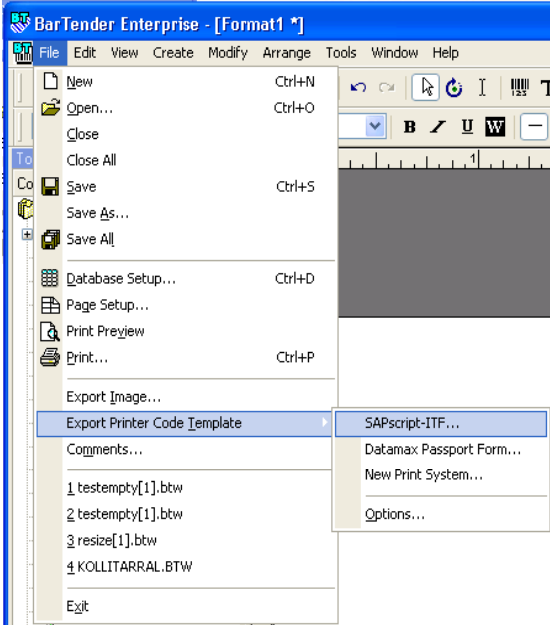 BarTender Enterprise - [Format1 *]
File Edit View Create Modify Arrange Tools Window Help
New Ctrl+N
Open... Ctrl+O
Close
Close All
Save Ctrl+S
Save As...
Save All
Database Setup... Ctrl+D
Page Setup...
Print Preview
Print... Ctrl+P
Export Image...
Export Printer Code Template
Comments...
1 testempty[1].btw
2 testempty[1].btw
3 resize[1].btw
4 KOLLITARRAL.BTW
Exit
SAPscript-ITF...
Datamax Passport Form...
New Print System...
Options...
B I U W
To
Co
1